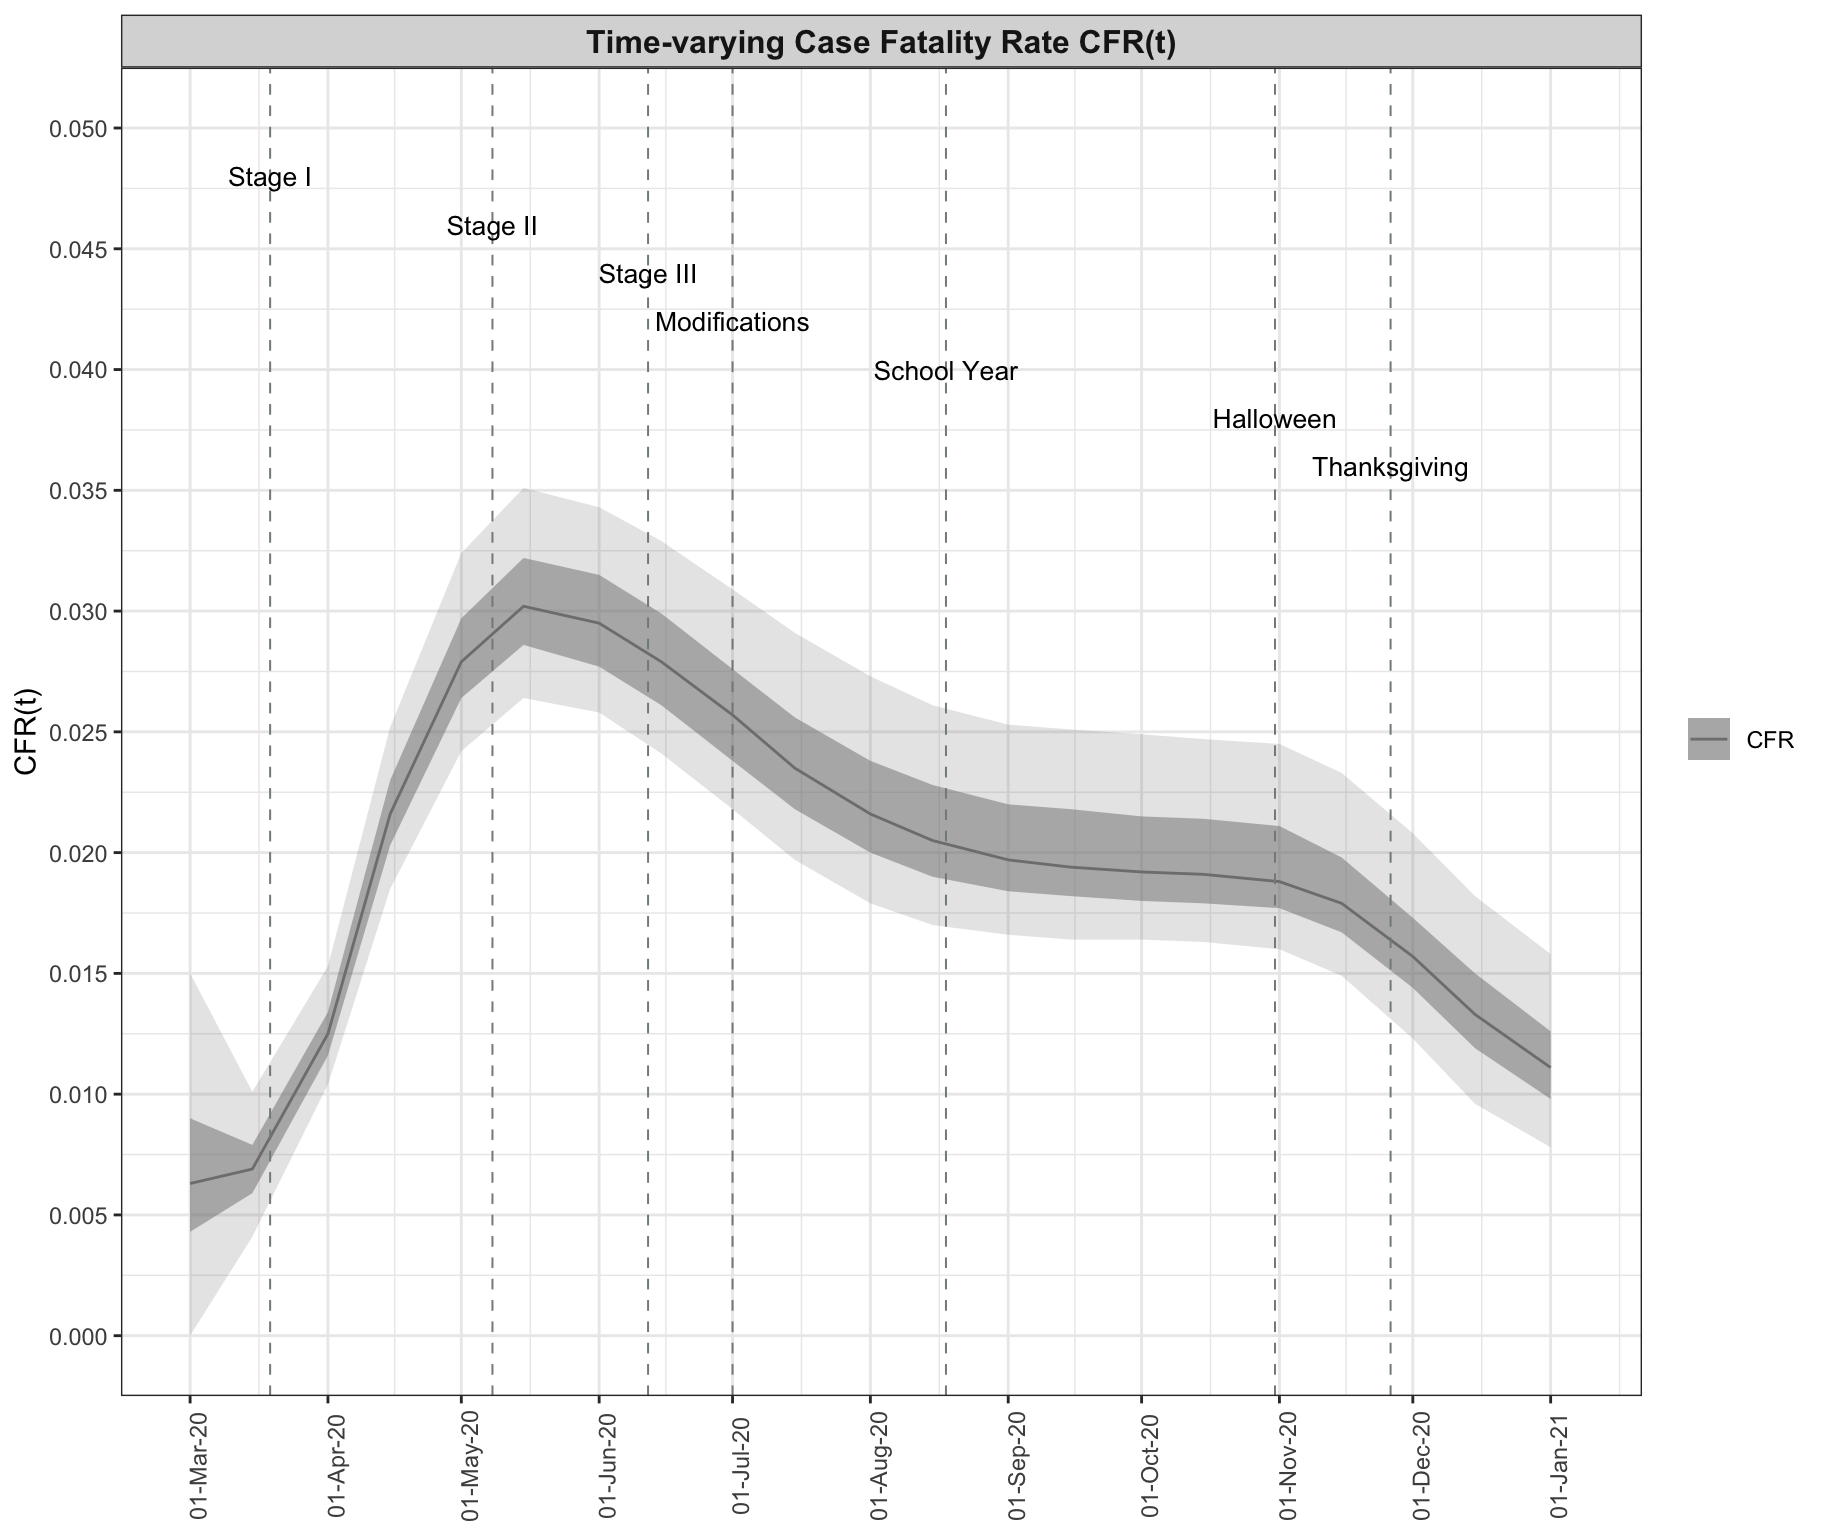 Time-varying Case Fatality Rate CFR(t)
0.050
Stage I
Stage II
0.045
Stage III
Modifications
0.040
School Year
Halloween
Thanksgiving
0.035
0.030
0.025
CFR(t)
CFR
0.020
0.015
0.010
0.005
0.000
01-Mar-20
01-Apr-20
01-May-20
01-Jun-20
01-Jul-20
01-Aug-20
01-Sep-20
01-Oct-20
01-Nov-20
01-Dec-20
01-Jan-21